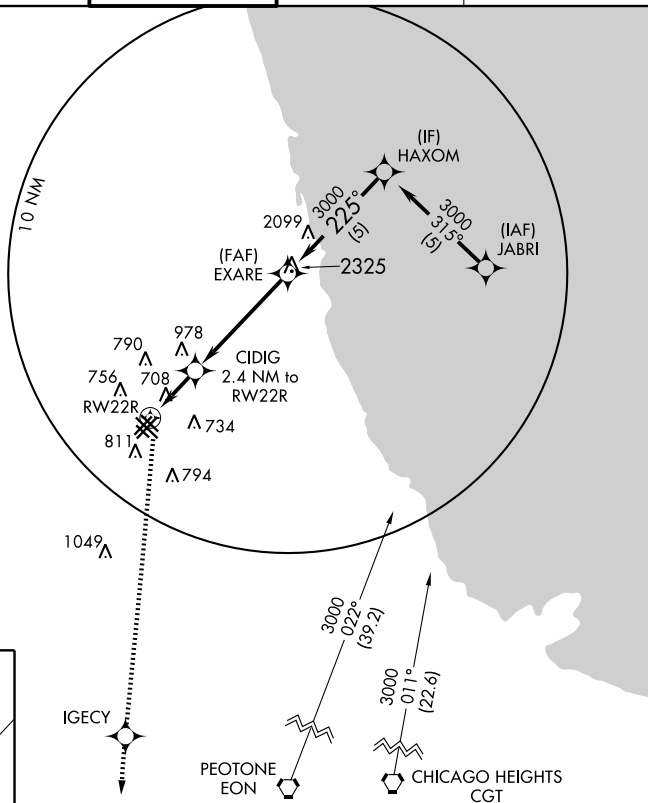 10 NM
(IF)
HAXOM
3000
225°
(5)
3000
315°
(5)
(IAF)
JABRI
2099
(FAF)
EXARE
2325
978
790
CIDIG
2.4 NM to
RW22R
756
708
RW22R
734
811
794
1049
3000
022°
(39.2)
3000
011°
(22.6)
IGECY
PEOTONE
EON
CHICAGO HEIGHTS
CGT